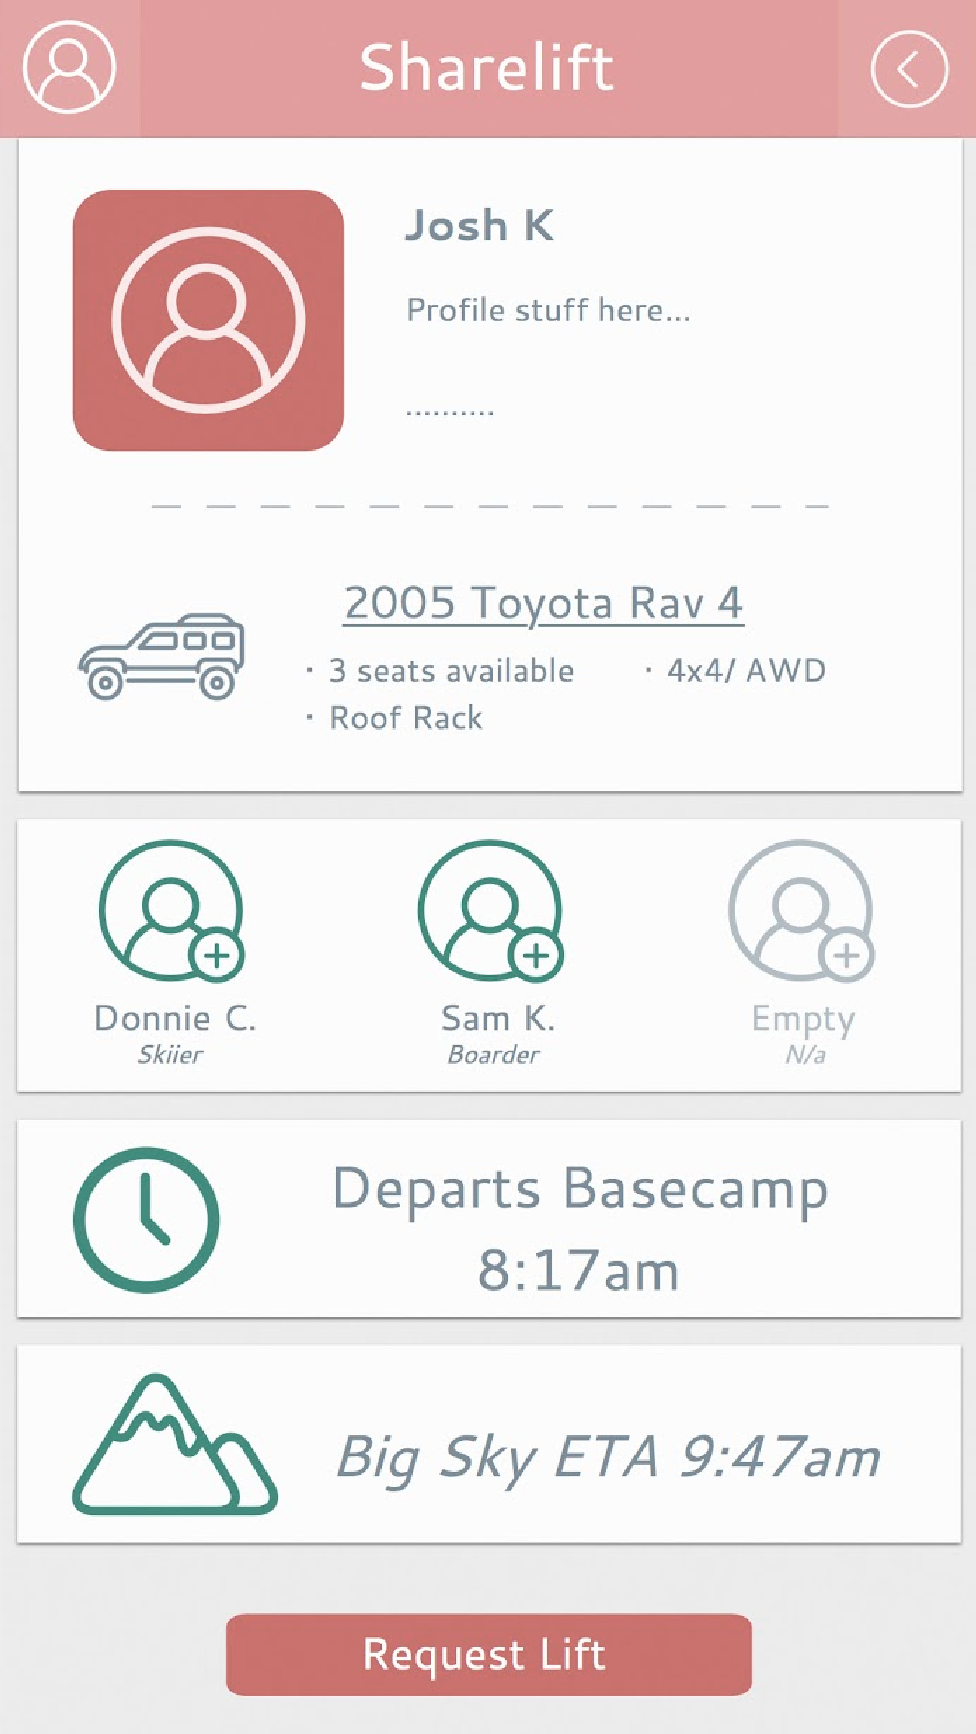 Sharelift
Josh K
Profile stuff here...
..........
2005 Toyota Rav 4
· 3 seats available · 4x4/ AWD
· Roof Rack
Donnie C. Sam K. Empty
Skiier Boarder N/a
Departs Basecamp
8:17am
Big Sky ETA 9:47am
Request Lift